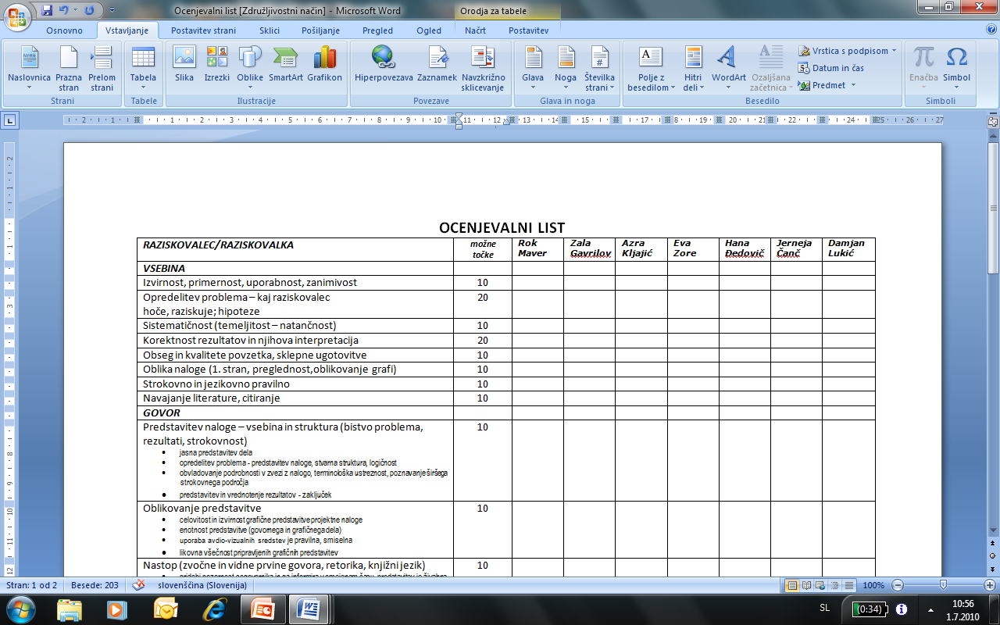 Ocenjevalni list [Združljivostni način] - Microsoft Word
Orodja za tabele
Osnovno Vstavljanje Postavitev strani Sklici Pošiljanje Pregled Ogled Načrt Postavitev
Naslovnica
Prazna stran
Prelom strani
Strani
Tabela
Tabele
Slika
Izrezki
Oblike
SmartArt
Grafikon
Ilustracije
Hiperpovezava
Zaznamek
Navzkrižno sklicevanje
Povezave
Glava
Noga
Številka strani
Glava in noga
Polje z besedilom
Hitri deli
WordArt
Ozaljšana začetnica
Vrstica s podpisom
Datum in čas
Predmet
Besedilo
Enačba
Simbol
Simboli
OCENJEVALNI LIST
RAZISKOVALEC/RAZISKOVALKA možne točke Rok Maver Zala Gavrilov Azra Kljajić Eva Zore Hana Đedovič Jerneja Čanč Damjan Lukić
VSEBINA
Izvirnost, primernost, uporabnost, zanimivost 10
Opredelitev problema – kaj raziskovalec 20
hoče, raziskuje; hipoteze
Sistematičnost (temeljitost – natančnost) 10
Korektnost rezultatov in njihova interpretacija 20
Obseg in kvalitete povzetka, sklepne ugotovitve 10
Oblika naloge (1. stran, preglednost,oblikovanje grafi) 10
Strokovno in jezikovno pravilno 10
Navajanje literature, citiranje 10
GOVOR
Predstavitev naloge – vsebina in struktura (bistvo problema, 10
rezultati, strokovnost)
• jasna predstavitev dela
• opredelitev problema - predstavitev naloge, stvarna struktura, logičnost
• obvladovanje podrobnosti v zvezi z nalogo, terminološka ustreznost, poznavanje širšega
strokovnega področja
• predstavitev in vrednotenje rezultatov - zaključek
Oblikovanje predstavitve 10
• celovitost in izvirnost grafične predstavitve projektne naloge
• enotnost predstavitve (govornega in grafičnega dela)
• uporaba avdio-vizualnih sredstev je pravilna, smiselna
• likovna všečnost pripravljenih grafičnih predstavitev
Nastop (zvočne in vidne prvine govora, retorika, knjižni jezik) 10
Stran: 1 od 2 Besede: 203 slovenščina (Slovenija) 100%
SL (0:34) 10:56
1.7.2010